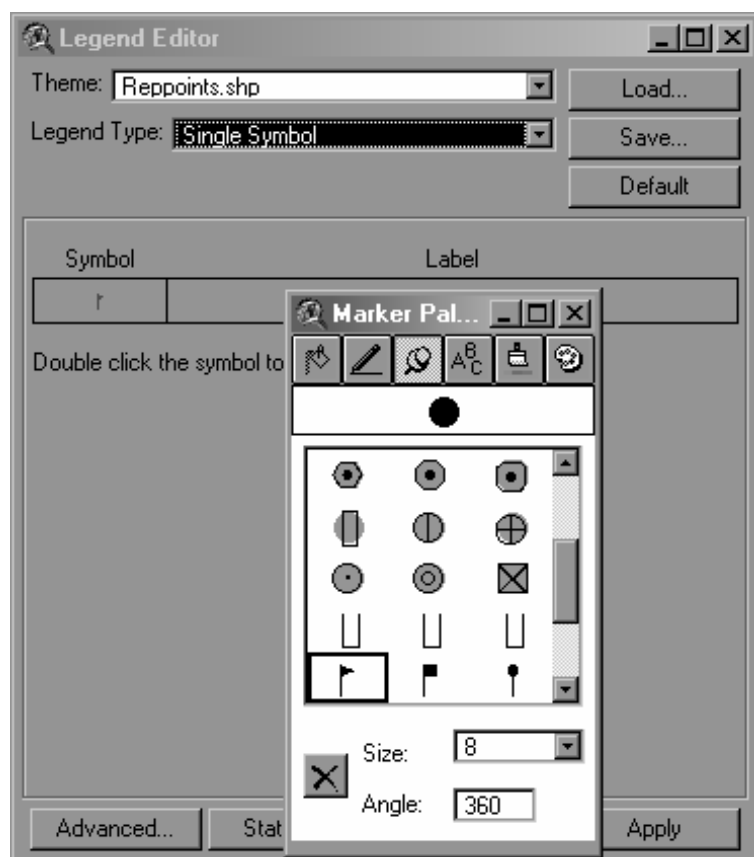 Legend Editor
Theme: Reppoints.shp
Load...
Legend Type: Single Symbol
Save...
Default
Symbol Label
Marker Pal...
Double click the symbol to
ABC
Size: 8
Angle: 360
Advanced... Stat Apply